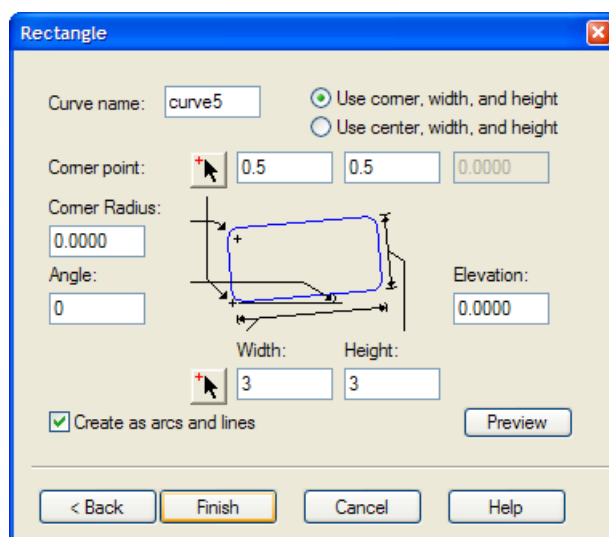 Rectangle
Curve name: curve5 Use corner, width, and height
Use center, width, and height
Corner point: 0.5 0.5 0.0000
Corner Radius:
0.0000
Angle: Elevation:
0 0.0000
Width: Height:
3 3
Create as arcs and lines Preview
< Back Finish Cancel Help